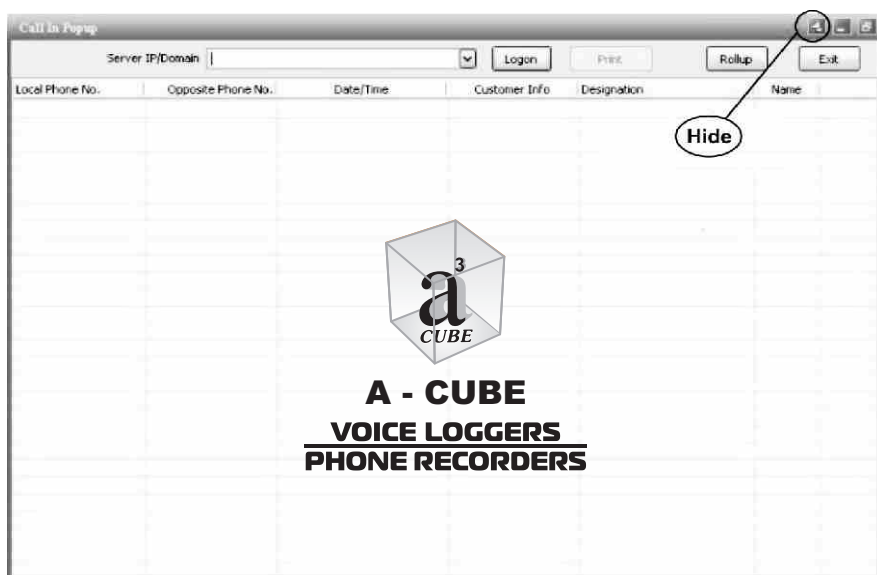 Call In Popup
Server IP/Domain Logon Print Rollup Exit
Local Phone No. Opposite Phone No. Date/Time Customer Info Designation Name
Hide
a3
CUBE
A - CUBE
VOICE LOGGERS
PHONE RECORDERS